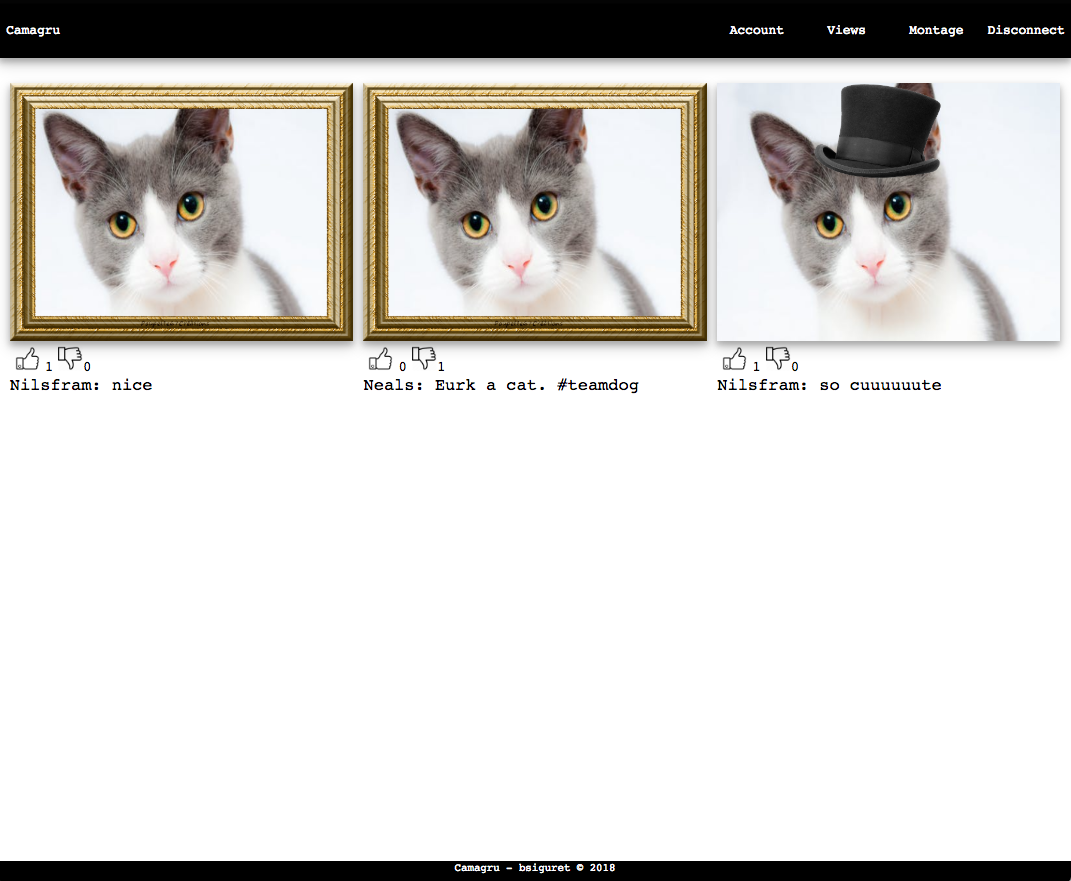 Camagru
Account Views Montage Disconnect
1 0
Nilsfram: nice
0 1
Neals: Eurk a cat. #teamdog
1 0
Nilsfram: so cuuuuuute
Camagru - bsiguret © 2018